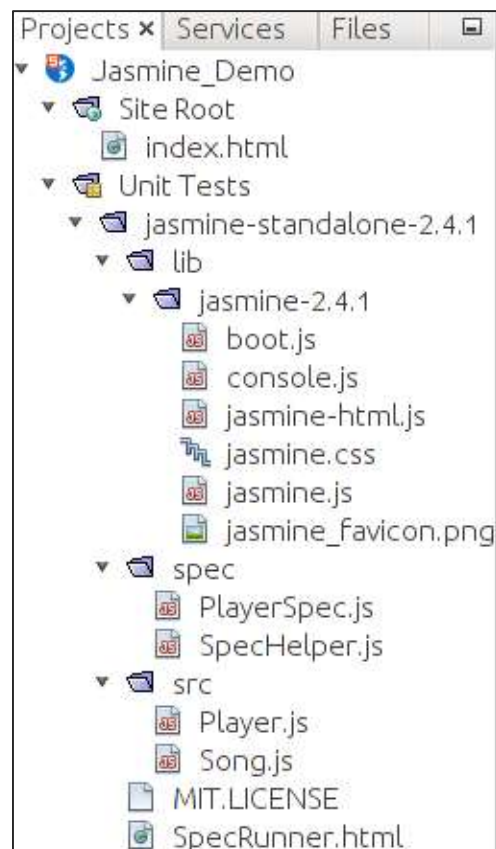 Projects Services Files
Jasmine_Demo
Site Root
index.html
Unit Tests
jasmine-standalone-2.4.1
lib
jasmine-2.4.1
boot.js
console.js
jasmine-html.js
jasmine.css
jasmine.js
jasmine_favicon.png
spec
PlayerSpec.js
SpecHelper.js
src
Player.js
Song.js
MIT.LICENSE
SpecRunner.html